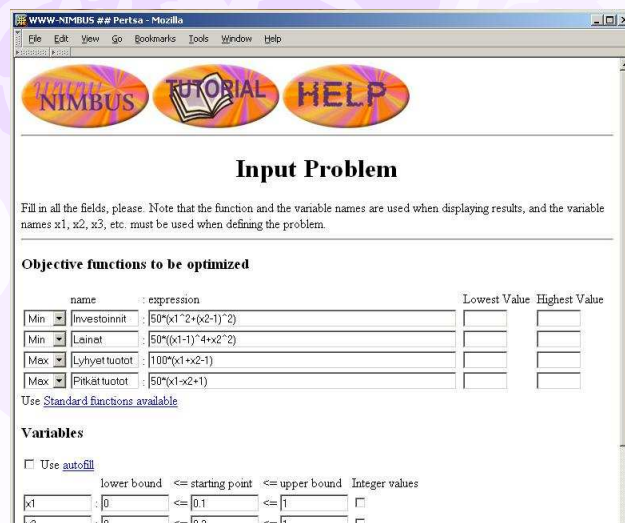 WWW-NIMBUS ## Pertsa - Mozilla
File Edit View Go Bookmarks Tools Window Help
NIMBUS TUTORIAL HELP
Input Problem
Fill in all the fields, please. Note that the function and the variable names are used when displaying results, and the variable
names x1, x2, x3, etc. must be used when defining the problem.
Objective functions to be optimized
name : expression Lowest Value Highest Value
Min Investoinnit : 50*(x1^2+(x2-1)^2)
Min Lainat : 50*((x1-1)^4+x2^2)
Max Lyhyet tuotot : 100*(x1+x2-1)
Max Pitkät tuotot : 50*(x1-x2+1)
Use Standard functions available
Variables
Use autofill
lower bound <= starting point <= upper bound Integer values
x1 : 0 <= 0.1 <= 1